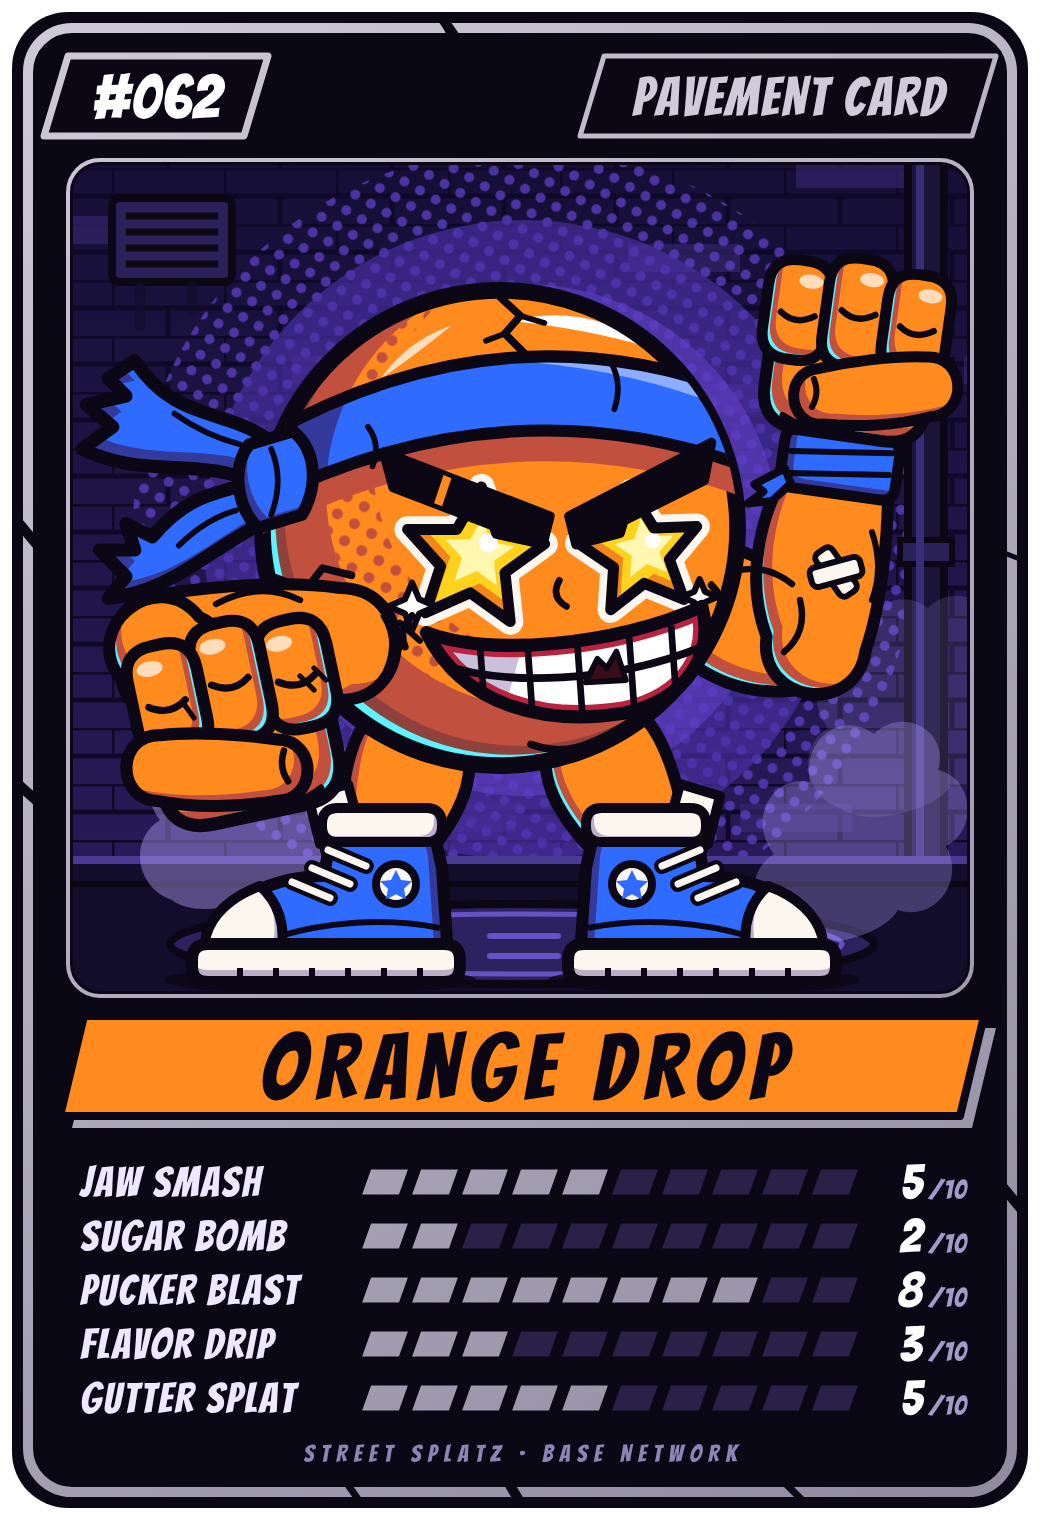 #062
PAVEMENT CARD
ORANGE DROP
JAW SMASH 5/10
SUGAR BOMB 2/10
PUCKER BLAST 8/10
FLAVOR DRIP 3/10
GUTTER SPLAT 5/10
STREET SPLATZ · BASE NETWORK